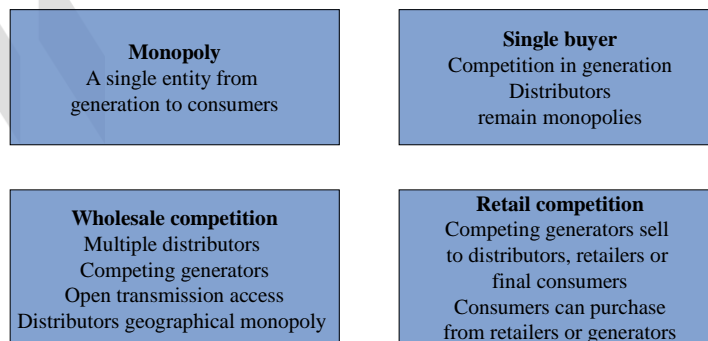 Monopoly
A single entity from
generation to consumers
Single buyer
Competition in generation
Distributors
remain monopolies
Wholesale competition
Multiple distributors
Competing generators
Open transmission access
Distributors geographical monopoly
Retail competition
Competing generators sell
to distributors, retailers or
final consumers
Consumers can purchase
from retailers or generators